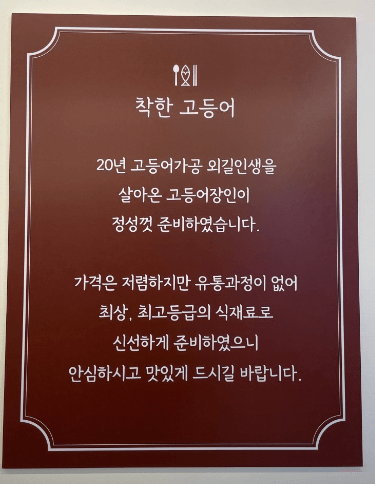 착한 고등어
20년 고등어가공 외길인생을
살아온 고등어장인이
정성껏 준비하였습니다.
가격은 저렴하지만 유통과정이 없어
최상, 최고등급의 식재료로
신선하게 준비하였으니
안심하시고 맛있게 드시길 바랍니다.